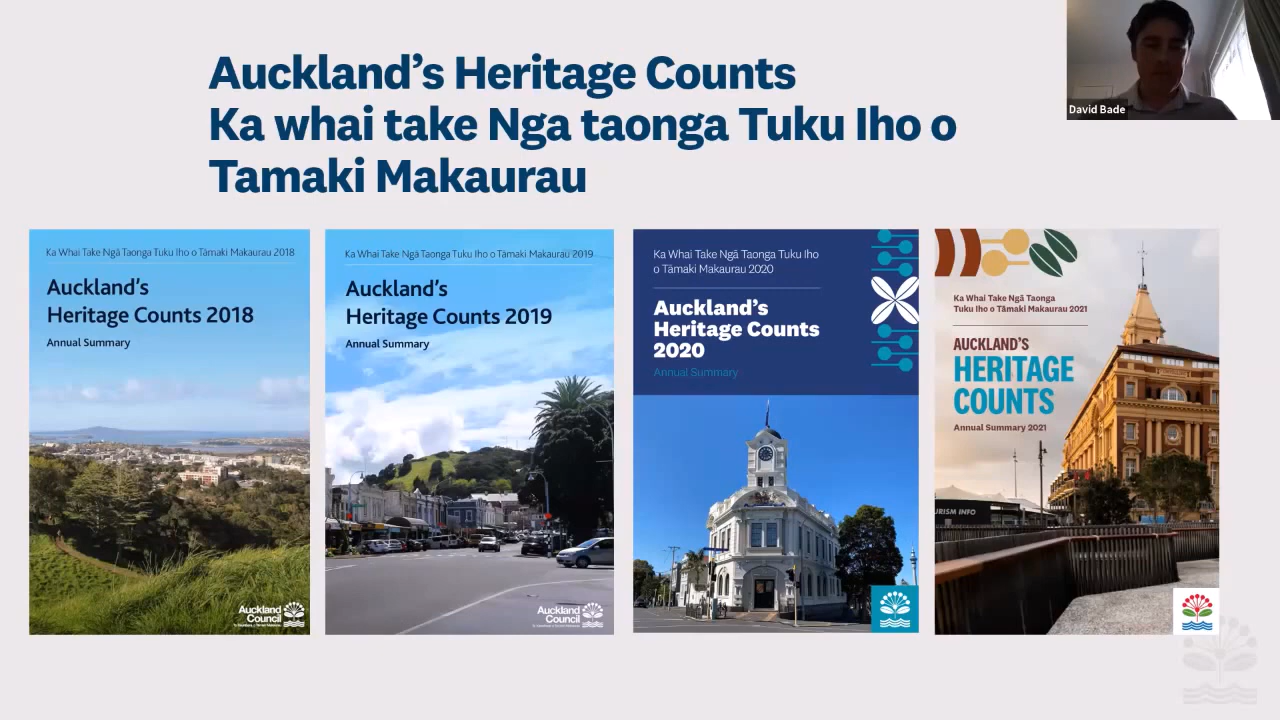 Auckland's Heritage Counts
Ka whai take Nga taonga Tuku Iho o
Tamaki Makaurau
David Bade
Ka Whai Take Ngā Taonga Tuku Iho o Tāmaki Makaurau 2018
Auckland's
Heritage Counts 2018
Annual Summary
Auckland
Council
Ka Whai Take Ngā Taonga Tuku Iho o Tāmaki Makaurau 2019
Auckland's
Heritage Counts 2019
Annual Summary
Auckland
Council
Ka Whai Take Ngā Taonga Tuku Iho
o Tāmaki Makaurau 2020
Auckland's
Heritage Counts
2020
Annual Summary
Ka Whai Take Ngā Taonga
Tuku Iho o Tāmaki Makaurau 2021
AUCKLAND'S
HERITAGE
COUNTS
Annual Summary 2021
URISM INFO